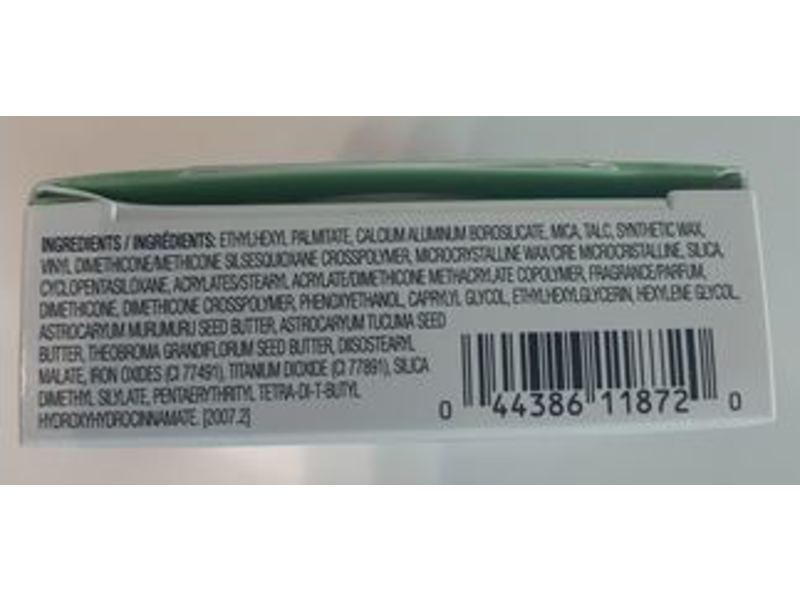 INGREDIENTS / INGRÉDIENTS: ETHYLHEXYL PALMITATE, CALCIUM ALUMINUM BOROSILICATE, MICA, TALC, SYNTHETIC WAX,
VINYL DIMETHICONE/METHICONE SILSESQUIOXANE CROSSPOLYMER, MICROCRYSTALLINE WAX/CIRE MICROCRISTALLINE, SILICA,
CYCLOPENTASILOXANE, ACRYLATES/STEARYL ACRYLATE/DIMETHICONE METHACRYLATE COPOLYMER, FRAGRANCE/PARFUM,
DIMETHICONE, DIMETHICONE CROSSPOLYMER, PHENOXYETHANOL, CAPRYLYL GLYCOL, ETHYLHEXYLGLYCERIN, HEXYLENE GLYCOL,
ASTROCARYUM MURUMURU SEED BUTTER, ASTROCARYUM TUCUMA SEED
BUTTER, THEOBROMA GRANDIFLORUM SEED BUTTER, DIISOSTEARYL
MALATE, IRON OXIDES (CI 77491), TITANIUM DIOXIDE (CI 77891), SILICA
DIMETHYL SILYLATE, PENTAERYTHRITYL TETRA-DI-T-BUTYL
HYDROXYHYDROCINNAMATE. [2007.2]
0 44386 11872 0